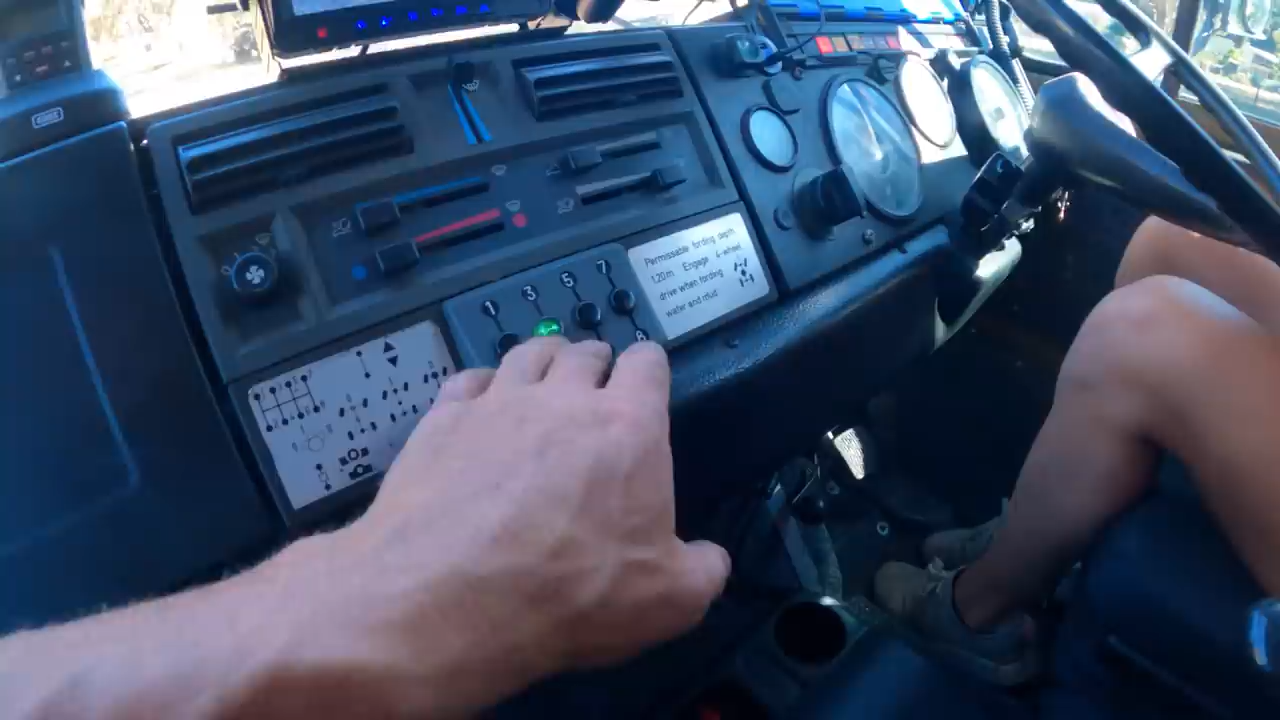 1 3 5 7
8
Permissable fording depth
1.20m. Engage 4-wheel
drive when fording
water and mud